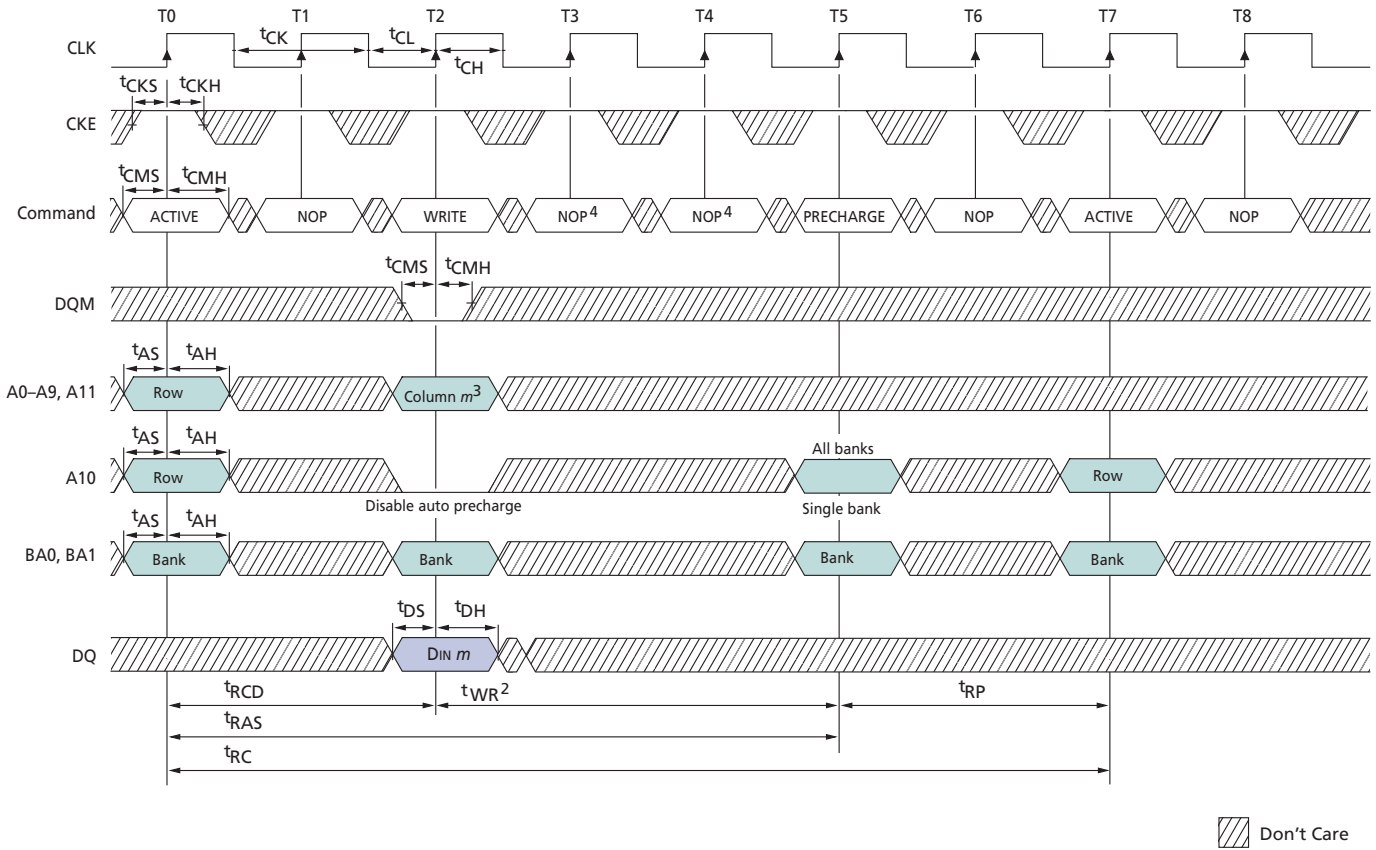 T0 T1 T2 T3 T4 T5 T6 T7 T8
CLK
tCK tCL
tCH
tCKS tCKH
CKE
tCMS tCMH
Command ACTIVE NOP WRITE NOP4 NOP4 PRECHARGE NOP ACTIVE NOP
tCMS tCMH
DQM
tAS tAH
A0–A9, A11 Row Column m3
tAS tAH All banks
A10 Row Row
Disable auto precharge Single bank
tAS tAH
BA0, BA1 Bank Bank Bank Bank
tDS tDH
DQ DIN m
tRCD tWR2 tRP
tRAS
tRC
Don't Care